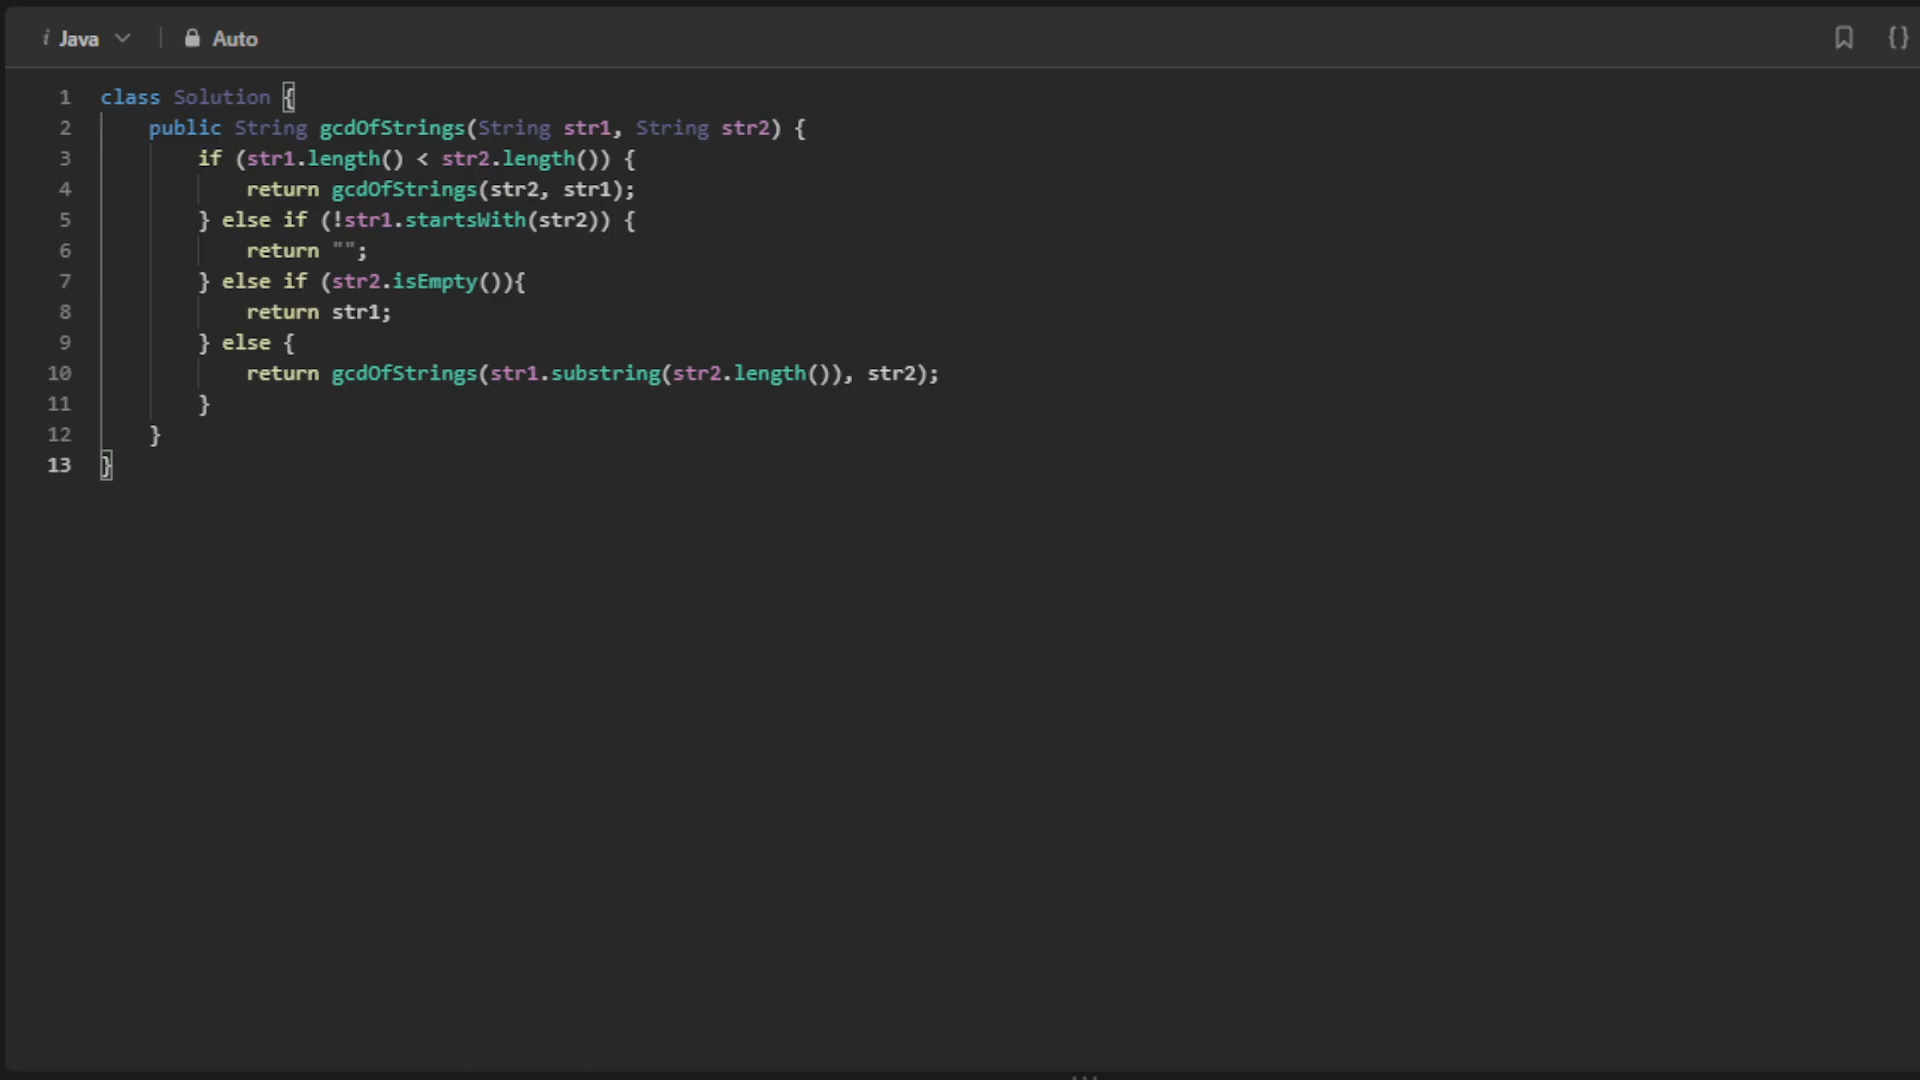 i Java Auto {}
1 class Solution {
2 public String gcdOfStrings(String str1, String str2) {
3 if (str1.length() < str2.length()) {
4 return gcdOfStrings(str2, str1);
5 } else if (!str1.startsWith(str2)) {
6 return "";
7 } else if (str2.isEmpty()){
8 return str1;
9 } else {
10 return gcdOfStrings(str1.substring(str2.length()), str2);
11 }
12 }
13 }